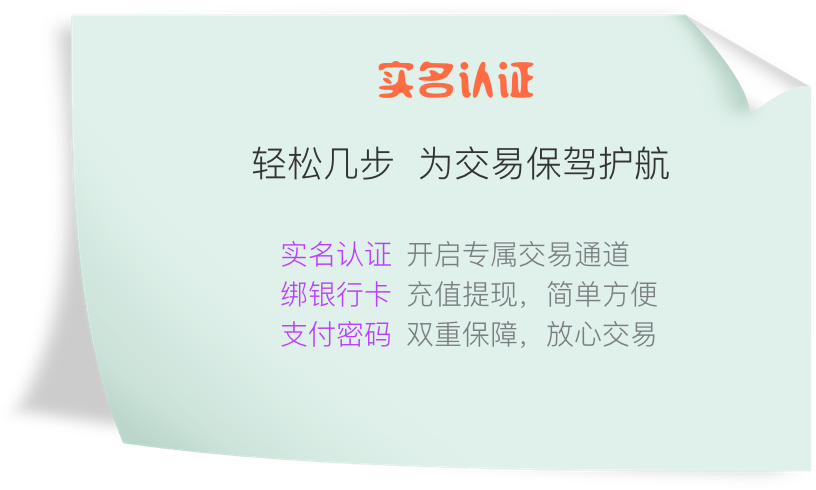 实名认证
轻松几步 为交易保驾护航
实名认证 开启专属交易通道
绑银行卡 充值提现，简单方便
支付密码 双重保障，放心交易